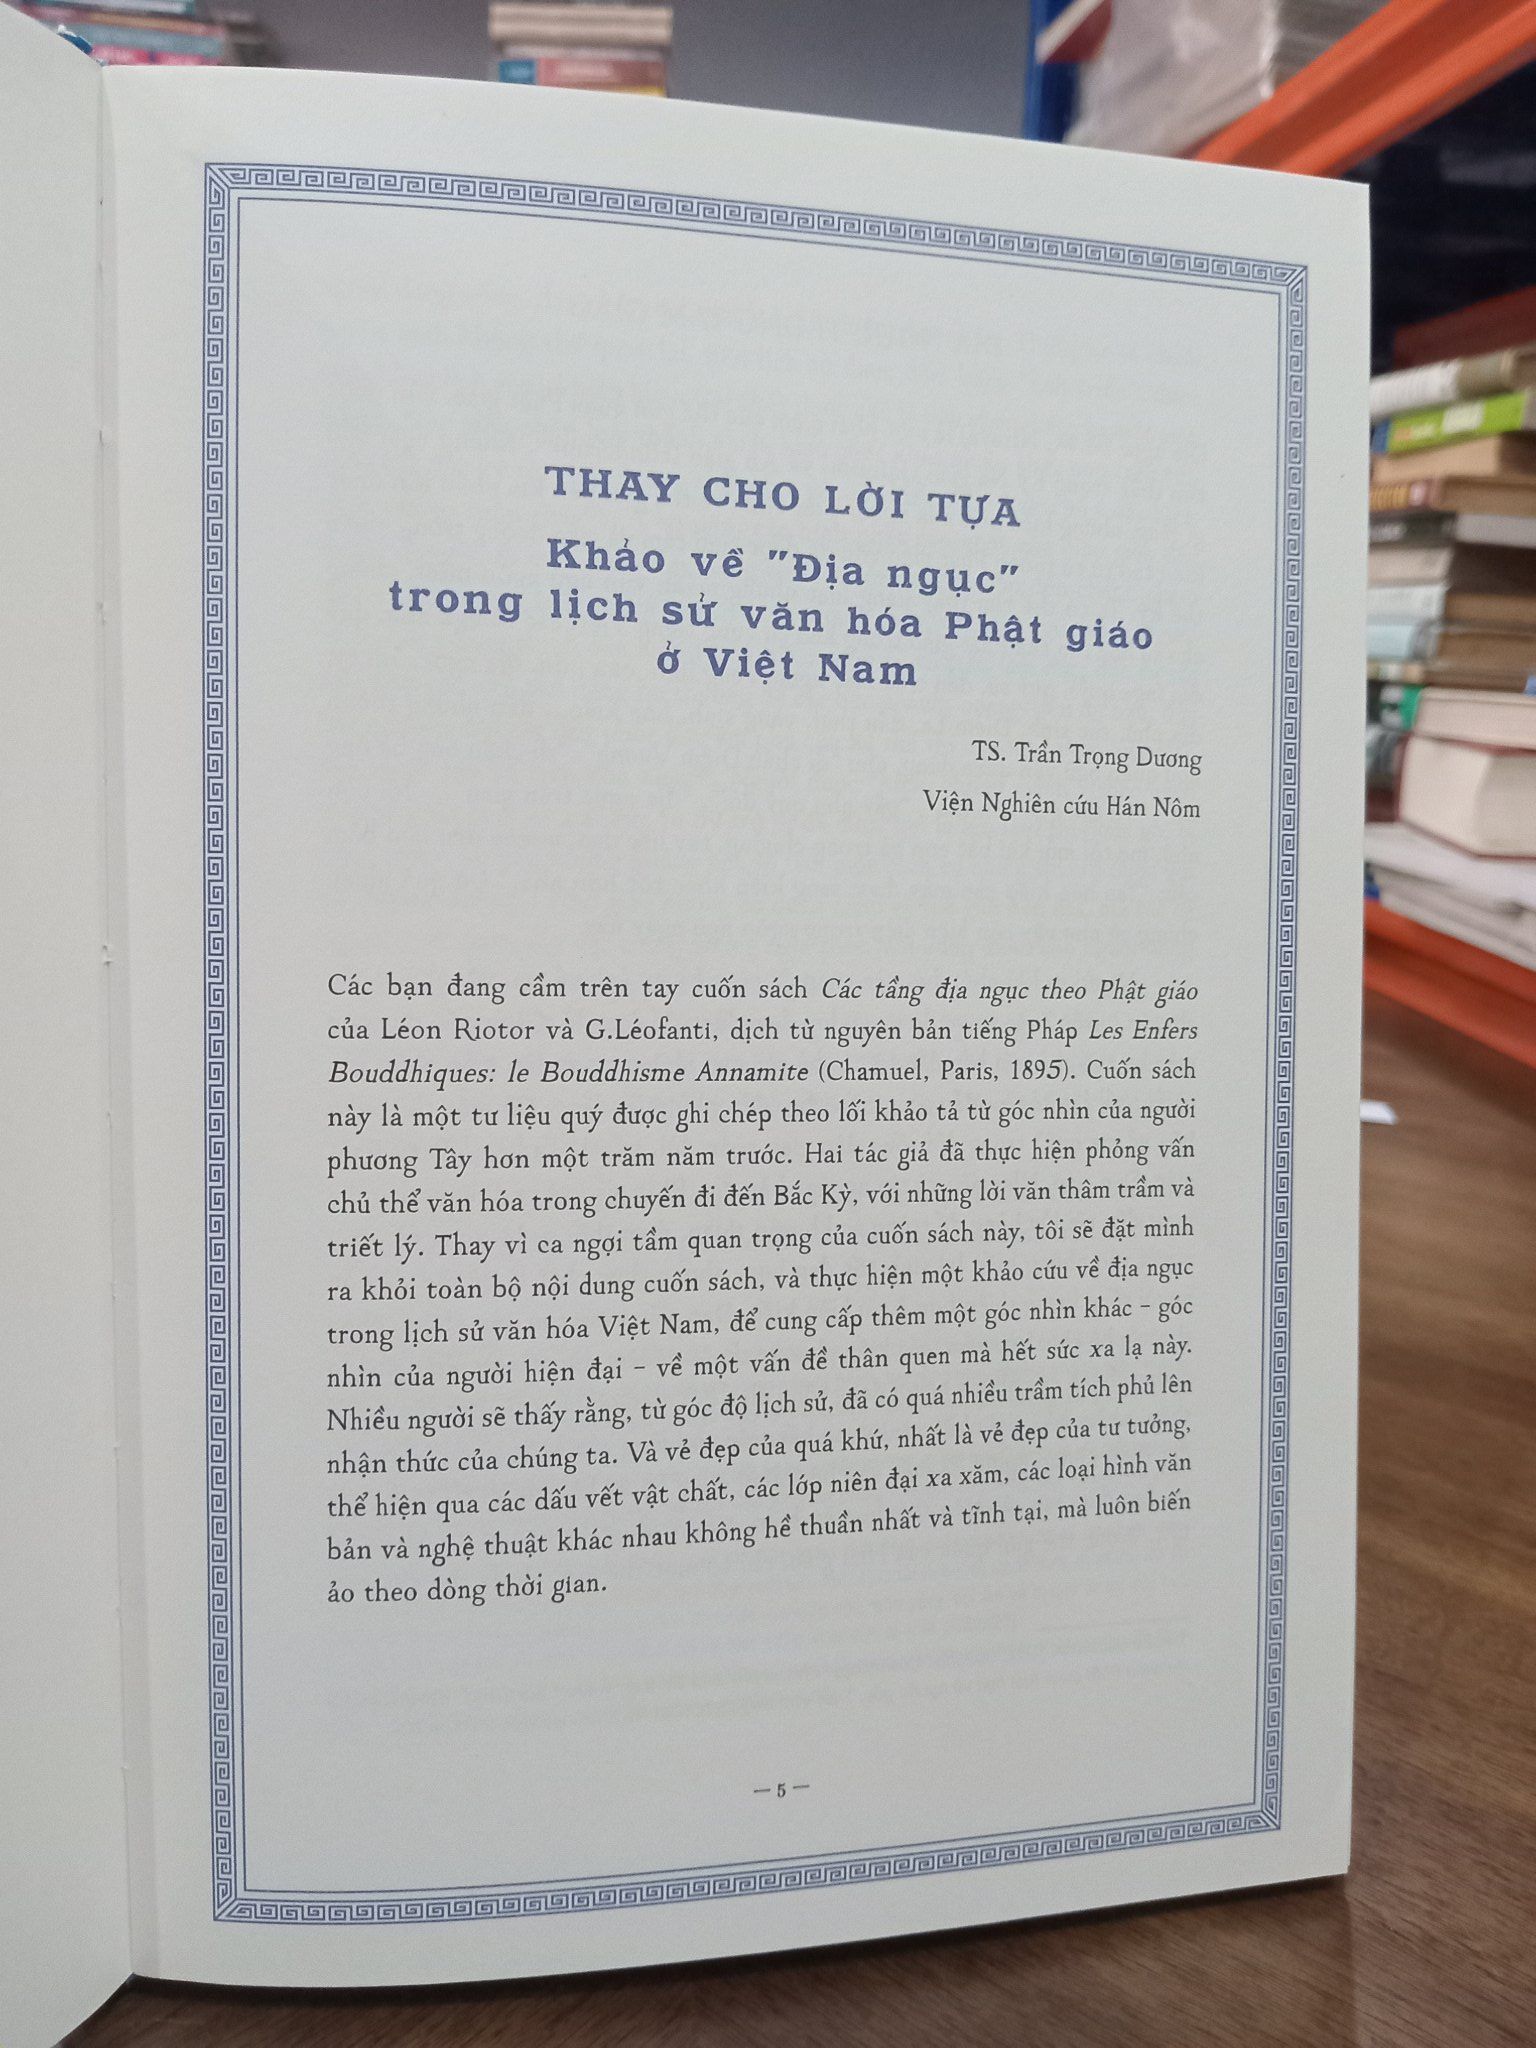 THAY CHO LỜI TỰA
Khảo về "Địa ngục"
trong lịch sử văn hóa Phật giáo
ở Việt Nam
TS. Trần Trọng Dương
Viện Nghiên cứu Hán Nôm
Các bạn đang cầm trên tay cuốn sách Các tầng địa ngục theo Phật giáo
của Léon Riotor và G.Léofanti, dịch từ nguyên bản tiếng Pháp Les Enfers
Bouddhiques: le Bouddhisme Annamite (Chamuel, Paris, 1895). Cuốn sách
này là một tư liệu quý được ghi chép theo lối khảo tả từ góc nhìn của người
phương Tây hơn một trăm năm trước. Hai tác giả đã thực hiện phỏng vấn
chủ thể văn hóa trong chuyến đi đến Bắc Kỳ, với những lời văn thâm trầm và
triết lý. Thay vì ca ngợi tầm quan trọng của cuốn sách này, tôi sẽ đặt mình
ra khỏi toàn bộ nội dung cuốn sách, và thực hiện một khảo cứu về địa ngục
trong lịch sử văn hóa Việt Nam, để cung cấp thêm một góc nhìn khác – góc
nhìn của người hiện đại – về một vấn đề thân quen mà hết sức xa lạ này.
Nhiều người sẽ thấy rằng, từ góc độ lịch sử, đã có quá nhiều trầm tích phủ lên
nhận thức của chúng ta. Và vẻ đẹp của quá khứ, nhất là vẻ đẹp của tư tưởng,
thể hiện qua các dấu vết vật chất, các lớp niên đại xa xăm, các loại hình văn
bản và nghệ thuật khác nhau không hề thuần nhất và tĩnh tại, mà luôn biến
ảo theo dòng thời gian.
— 5 —